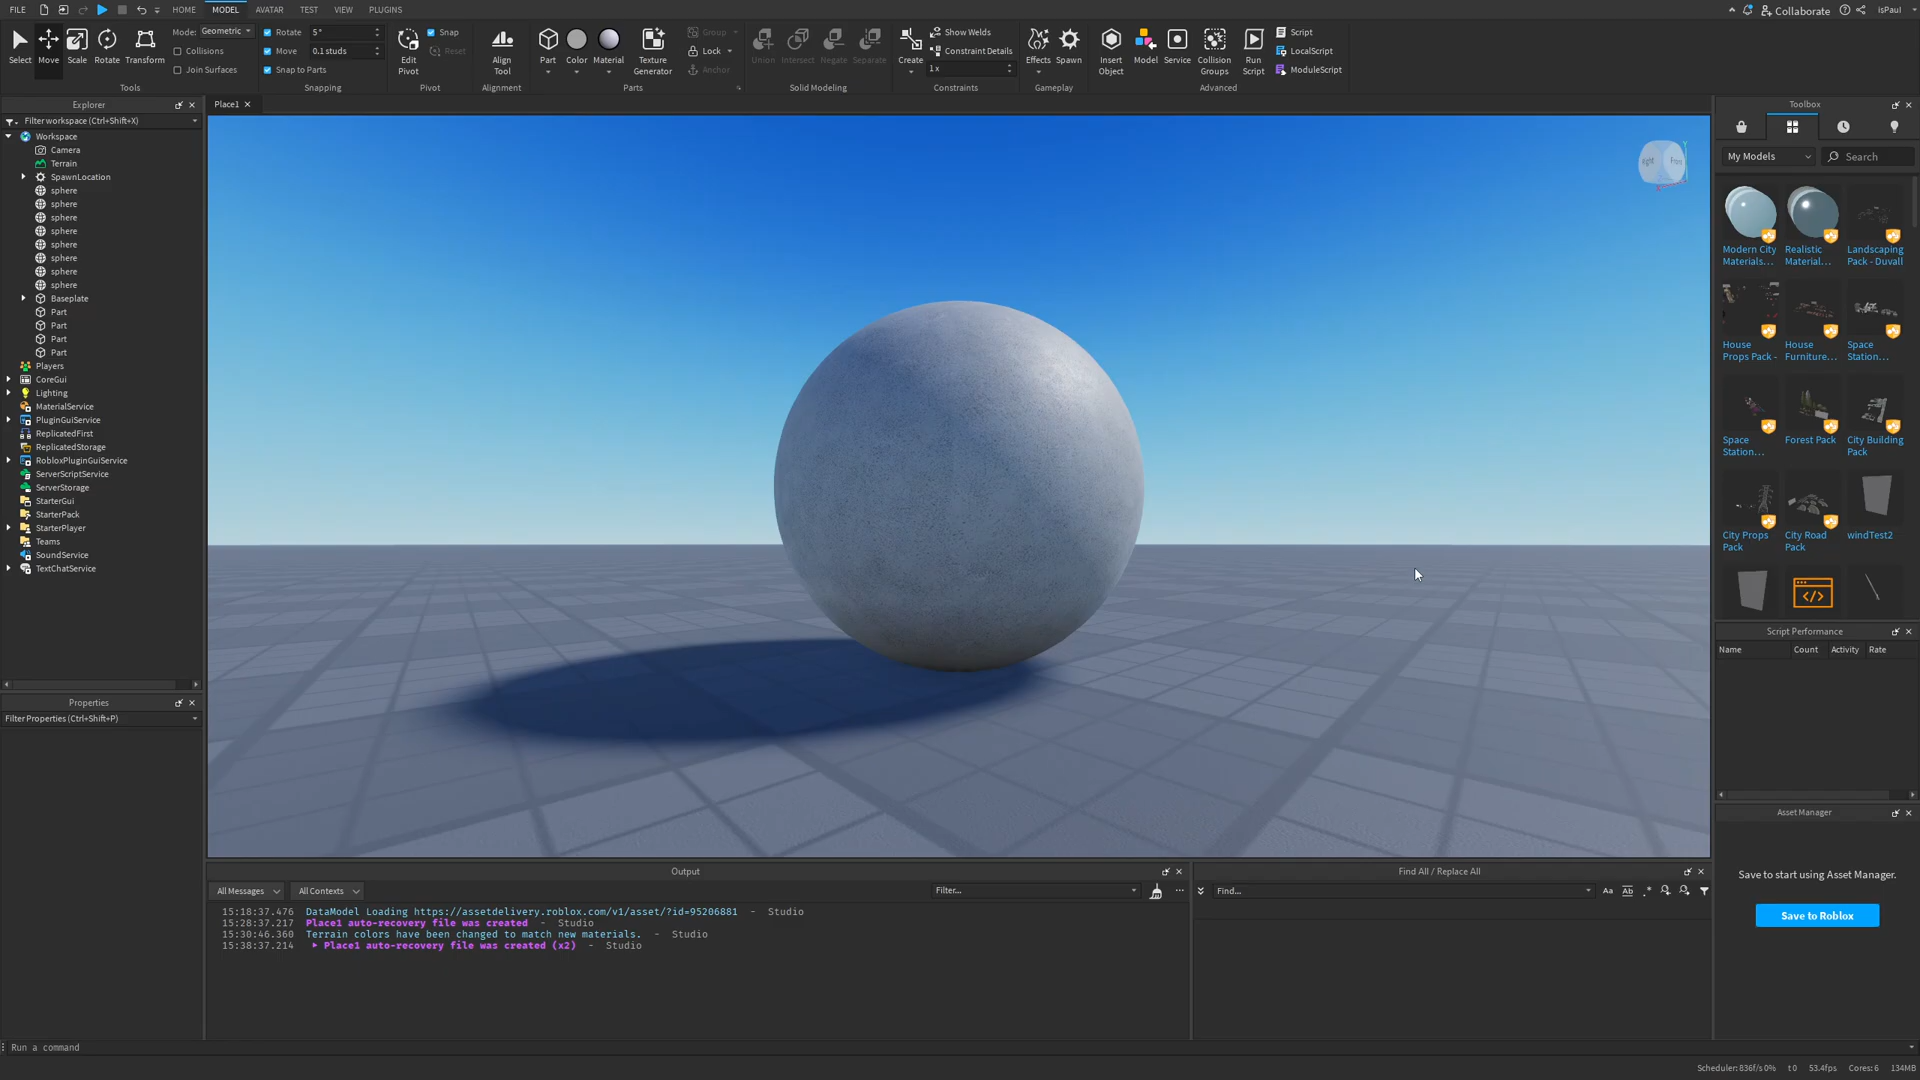 FILE HOME MODEL AVATAR TEST VIEW PLUGINS Collaborate isPaul
Select Move Scale Rotate Transform Tools
Mode: Geometric
Collisions
Join Surfaces
Rotate 5°
Move 0.1 studs
Snap to Parts
Snapping
Edit Pivot
Snap
Reset
Pivot
Align Tool
Alignment
Part Color Material Texture Generator
Group
Lock
Anchor
Parts
Union Intersect Negate Separate
Solid Modeling
Create
Show Welds
Constraint Details
1 x
Constraints
Effects Spawn
Gameplay
Insert Object Model Service Collision Groups Run Script
Script
LocalScript
ModuleScript
Advanced
Explorer
Filter workspace (Ctrl+Shift+X)
Workspace
Camera
Terrain
SpawnLocation
sphere
sphere
sphere
sphere
sphere
sphere
sphere
sphere
Baseplate
Part
Part
Part
Part
Players
CoreGui
Lighting
MaterialService
PluginGuiService
ReplicatedFirst
ReplicatedStorage
RobloxPluginGuiService
ServerScriptService
ServerStorage
StarterGui
StarterPack
StarterPlayer
Teams
SoundService
TextChatService
Properties
Filter Properties (Ctrl+Shift+P)
Place1
Right
Toolbox
My Models Search
Modern City Materials...
Realistic Material...
Landscaping Pack - Duvall
House Props Pack -
House Furniture...
Space Station...
Space Station...
Forest Pack
City Building Pack
City Props Pack
City Road Pack
windTest2
Script Performance
Name Count Activity Rate
Asset Manager
Save to start using Asset Manager.
Save to Roblox
Output
All Messages All Contexts Filter...
15:18:37.476 DataModel Loading https://assetdelivery.roblox.com/v1/asset/?id=95206881 - Studio
15:28:37.217 Place1 auto-recovery file was created - Studio
15:30:46.360 Terrain colors have been changed to match new materials. - Studio
15:38:37.214 Place1 auto-recovery file was created (x2) - Studio
Find All / Replace All
Find... Aa Ab .*
Run a command
Scheduler: 836f/s 0% t 0 53.4fps Cores: 6 134MB